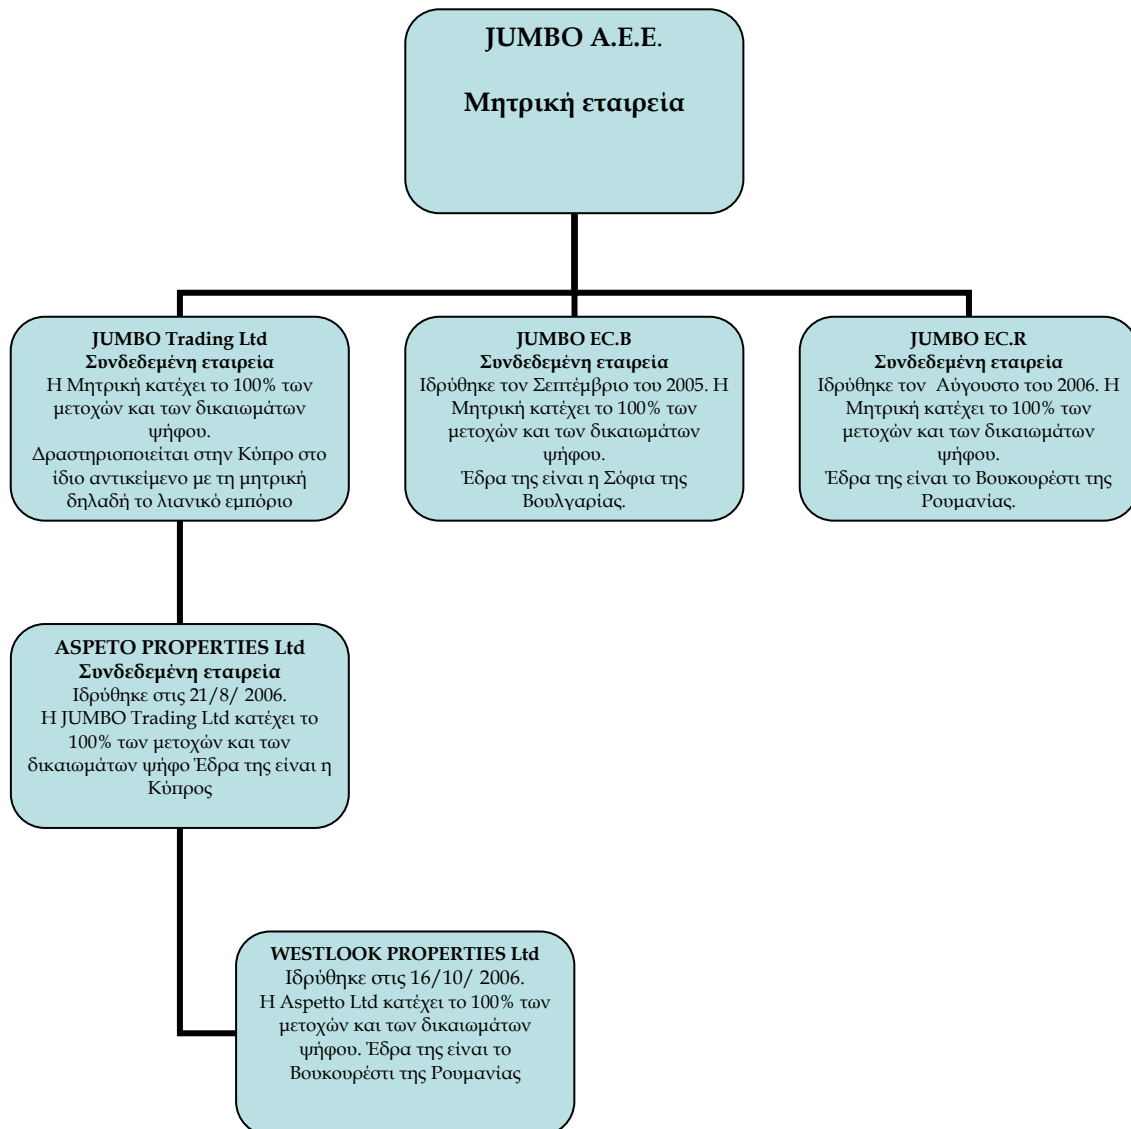 JUMBO A.E.E.
Μητρική εταιρεία
JUMBO Trading Ltd
Συνδεδεμένη εταιρεία
Η Μητρική κατέχει το 100% των
μετοχών και των δικαιωμάτων
ψήφου.
Δραστηριοποιείται στην Κύπρο στο
ίδιο αντικείμενο με τη μητρική
δηλαδή το λιανικό εμπόριο
JUMBO EC.B
Συνδεδεμένη εταιρεία
Ιδρύθηκε τον Σεπτέμβριο του 2005. Η
Μητρική κατέχει το 100% των
μετοχών και των δικαιωμάτων
ψήφου.
Έδρα της είναι η Σόφια της
Βουλγαρίας.
JUMBO EC.R
Συνδεδεμένη εταιρεία
Ιδρύθηκε τον Αύγουστο του 2006. Η
Μητρική κατέχει το 100% των
μετοχών και των δικαιωμάτων
ψήφου.
Έδρα της είναι το Βουκουρέστι της
Ρουμανίας.
ASPETO PROPERTIES Ltd
Συνδεδεμένη εταιρεία
Ιδρύθηκε στις 21/8/ 2006.
Η JUMBO Trading Ltd κατέχει το
100% των μετοχών και των
δικαιωμάτων ψήφο Έδρα της είναι η
Κύπρος
WESTLOOK PROPERTIES Ltd
Ιδρύθηκε στις 16/10/ 2006.
Η Aspetto Ltd κατέχει το 100% των
μετοχών και των δικαιωμάτων
ψήφου. Έδρα της είναι το
Βουκουρέστι της Ρουμανίας